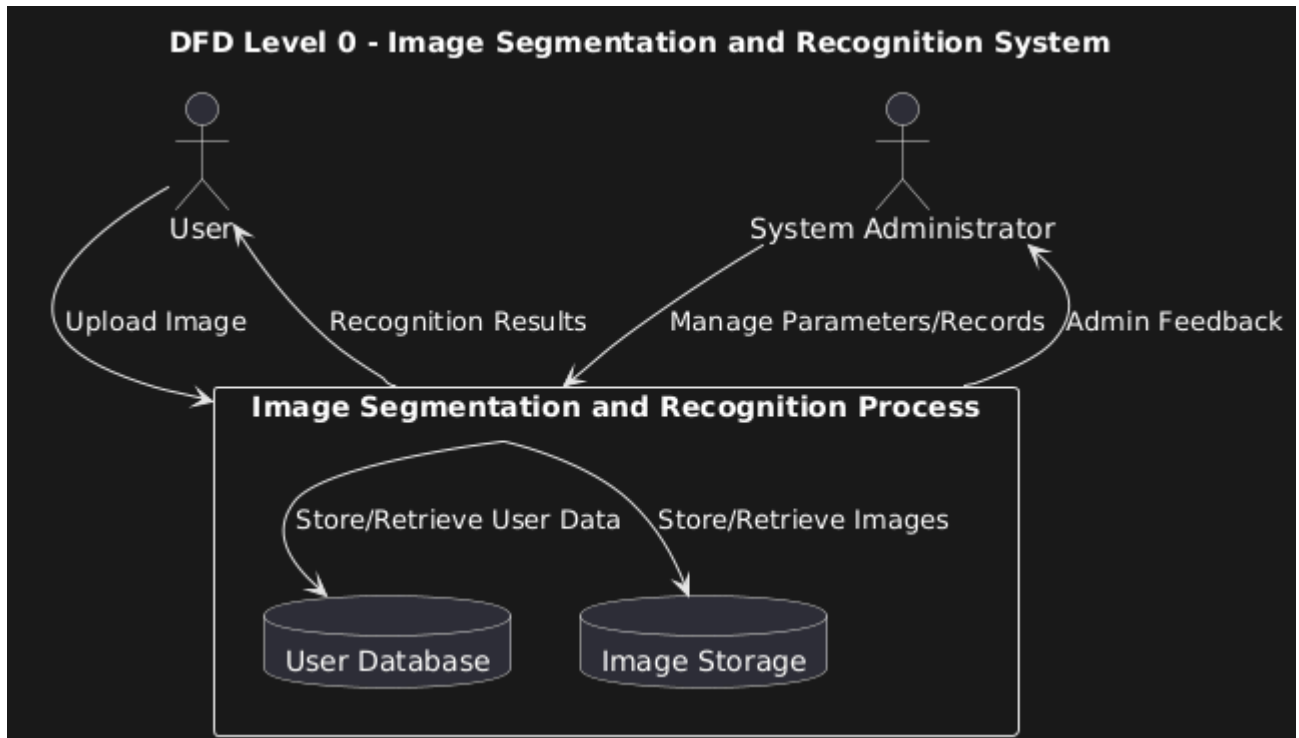 DFD Level 0 - Image Segmentation and Recognition System
User
System Administrator
Upload Image
Recognition Results
Manage Parameters/Records
Admin Feedback
Image Segmentation and Recognition Process
Store/Retrieve User Data
Store/Retrieve Images
User Database
Image Storage